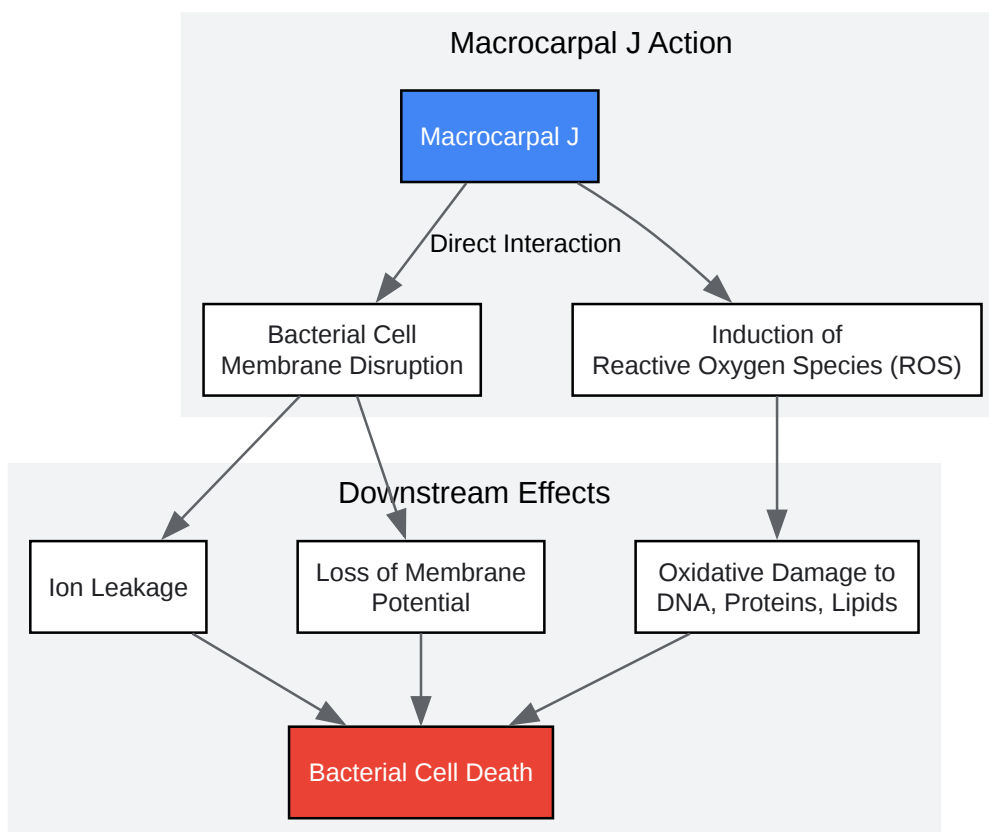 Macrocarpal J Action
Macrocarpal J
Direct Interaction
Bacterial Cell
Membrane Disruption
Induction of
Reactive Oxygen Species (ROS)
Downstream Effects
Ion Leakage
Loss of Membrane
Potential
Oxidative Damage to
DNA, Proteins, Lipids
Bacterial Cell Death